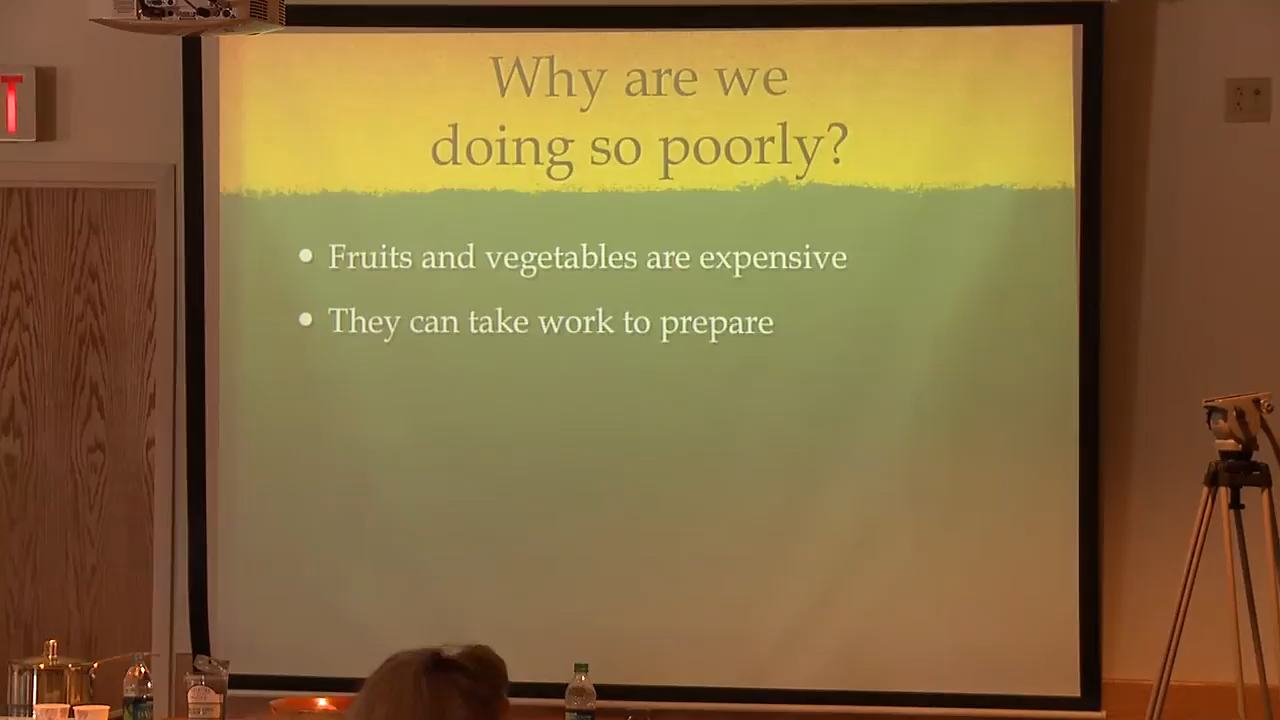 Why are we
doing so poorly?
• Fruits and vegetables are expensive
• They can take work to prepare